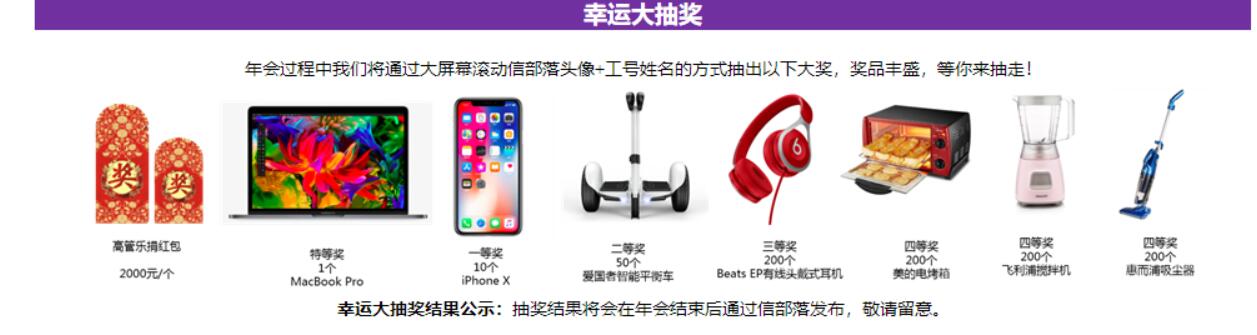 幸运大抽奖
年会过程中我们将通过大屏幕滚动信部落头像+工号姓名的方式抽出以下大奖，奖品丰盛，等你来抽走！
奖
奖
高管乐捐红包
2000元/个
特等奖
1个
MacBook Pro
一等奖
10个
iPhone X
二等奖
50个
爱国者智能平衡车
三等奖
200个
Beats EP有线头戴式耳机
四等奖
200个
美的电烤箱
四等奖
200个
飞利浦搅拌机
四等奖
200个
惠而浦吸尘器
幸运大抽奖结果公示：抽奖结果将会在年会结束后通过信部落发布，敬请留意。